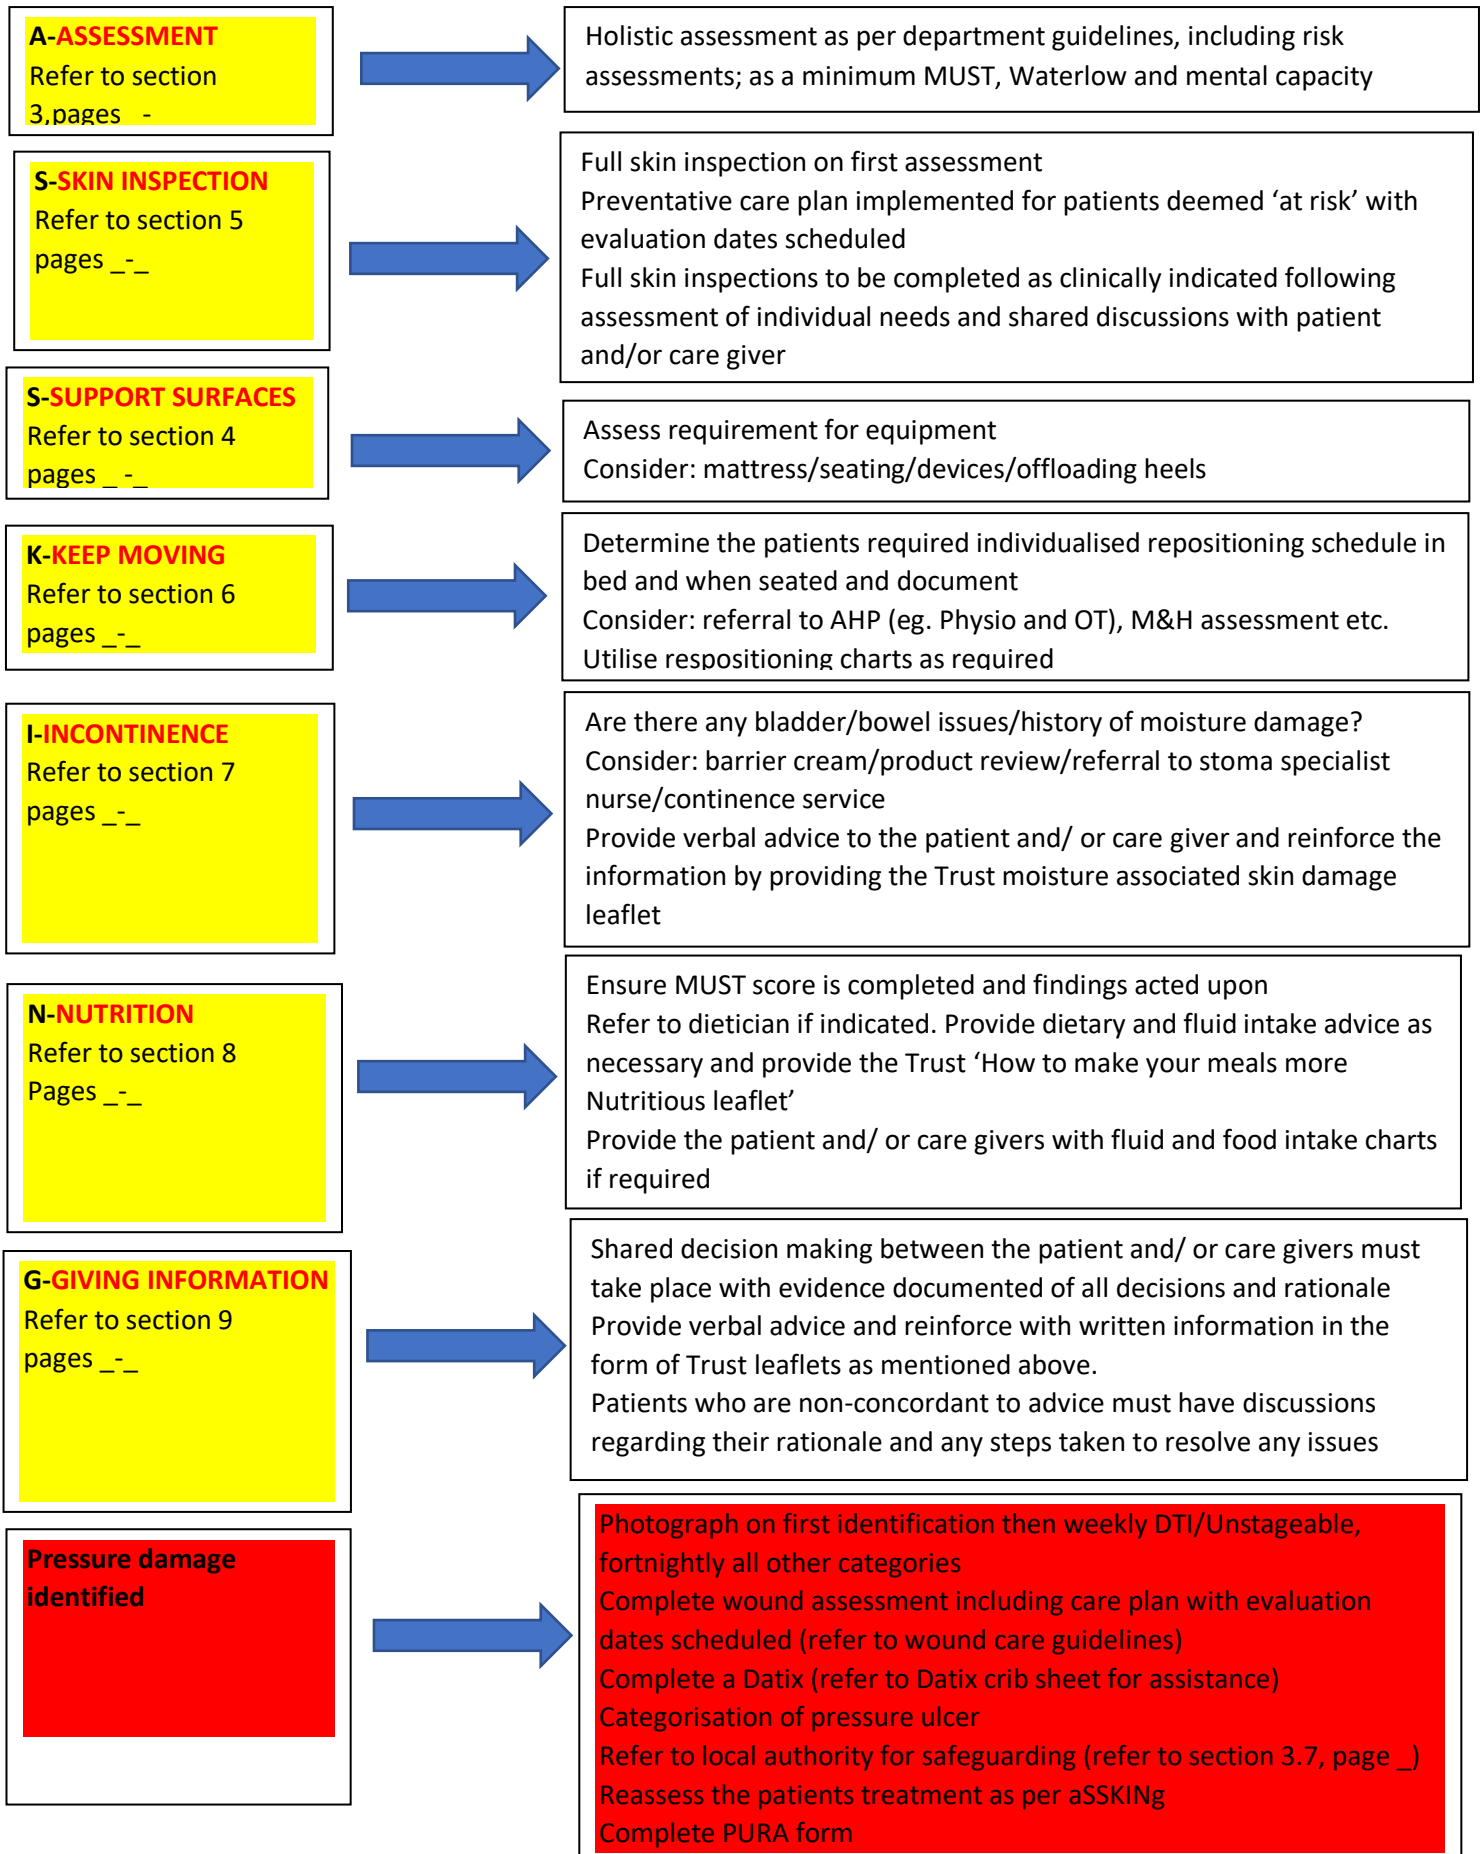 A-ASSESSMENT
Refer to section
3,pages _-
Holistic assessment as per department guidelines, including risk
assessments; as a minimum MUST, Waterlow and mental capacity
S-SKIN INSPECTION
Refer to section 5
pages _-_
Full skin inspection on first assessment
Preventative care plan implemented for patients deemed ‘at risk’ with
evaluation dates scheduled
Full skin inspections to be completed as clinically indicated following
assessment of individual needs and shared discussions with patient
and/or care giver
S-SUPPORT SURFACES
Refer to section 4
pages _ -_
Assess requirement for equipment
Consider: mattress/seating/devices/offloading heels
K-KEEP MOVING
Refer to section 6
pages _-_
Determine the patients required individualised repositioning schedule in
bed and when seated and document
Consider: referral to AHP (eg. Physio and OT), M&H assessment etc.
Utilise respositioning charts as required
I-INCONTINENCE
Refer to section 7
pages _-_
Are there any bladder/bowel issues/history of moisture damage?
Consider: barrier cream/product review/referral to stoma specialist
nurse/continence service
Provide verbal advice to the patient and/ or care giver and reinforce the
information by providing the Trust moisture associated skin damage
leaflet
N-NUTRITION
Refer to section 8
Pages _-_
Ensure MUST score is completed and findings acted upon
Refer to dietician if indicated. Provide dietary and fluid intake advice as
necessary and provide the Trust ‘How to make your meals more
Nutritious leaflet’
Provide the patient and/ or care givers with fluid and food intake charts
if required
G-GIVING INFORMATION
Refer to section 9
pages _-_
Shared decision making between the patient and/ or care givers must
take place with evidence documented of all decisions and rationale
Provide verbal advice and reinforce with written information in the
form of Trust leaflets as mentioned above.
Patients who are non-concordant to advice must have discussions
regarding their rationale and any steps taken to resolve any issues
Pressure damage
identified
Photograph on first identification then weekly DTI/Unstageable,
fortnightly all other categories
Complete wound assessment including care plan with evaluation
dates scheduled (refer to wound care guidelines)
Complete a Datix (refer to Datix crib sheet for assistance)
Categorisation of pressure ulcer
Refer to local authority for safeguarding (refer to section 3.7, page _)
Reassess the patients treatment as per aSSKINg
Complete PURA form